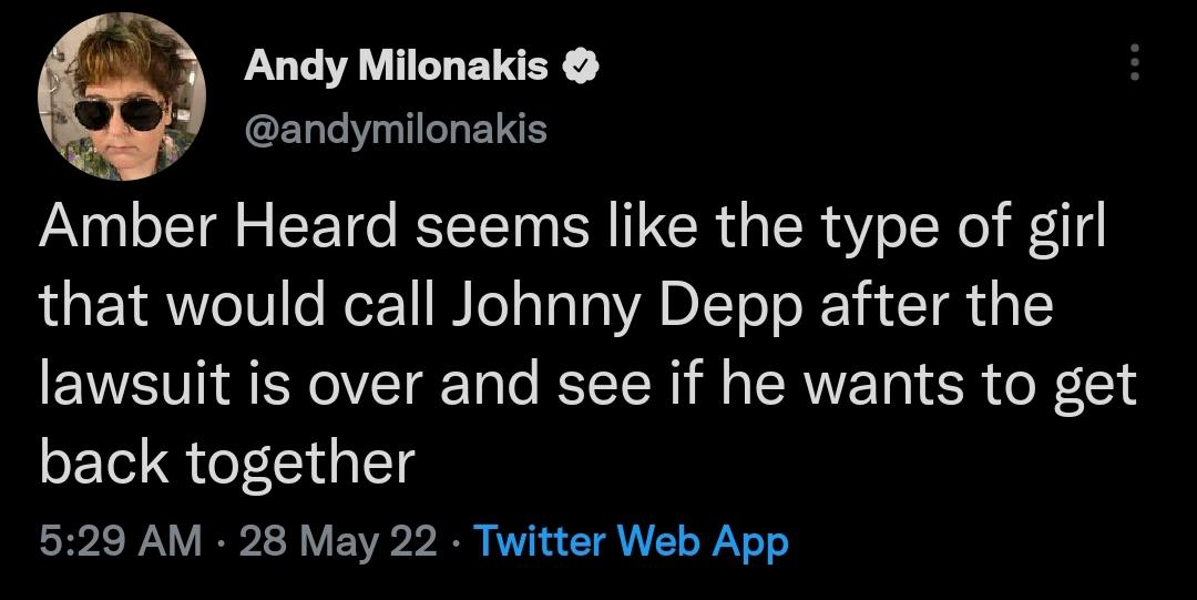 Andy Milonakis
@andymilonakis
Amber Heard seems like the type of girl
that would call Johnny Depp after the
lawsuit is over and see if he wants to get
back together
5:29 AM · 28 May 22 · Twitter Web App